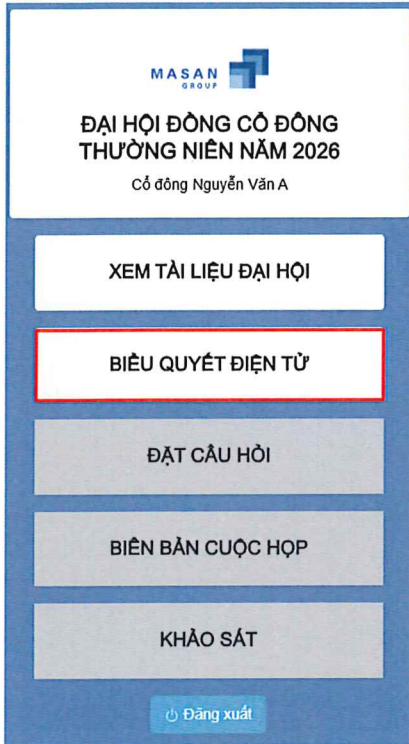 MASAN
GROUP
ĐẠI HỘI ĐỒNG CỔ ĐÔNG
THƯỜNG NIÊN NĂM 2026
Cổ đông Nguyễn Văn A
XEM TÀI LIỆU ĐẠI HỘI
BIỂU QUYẾT ĐIỆN TỬ
ĐẶT CÂU HỎI
BIÊN BẢN CUỘC HỌP
KHẢO SÁT
Đăng xuất